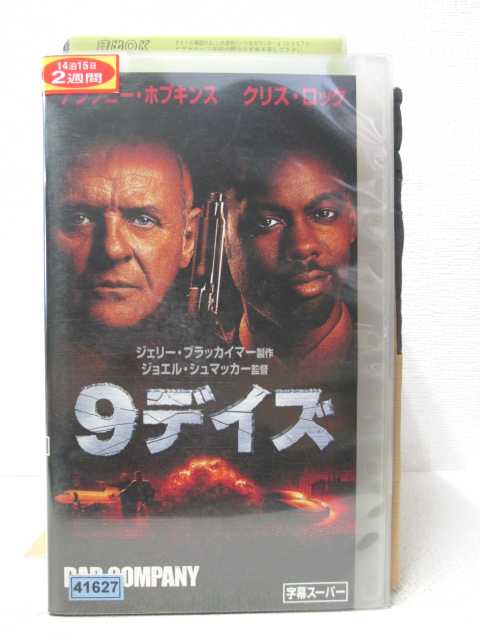 14泊15日
2週間
アンソニー・ホプキンス クリス・ロック
ジェリー・ブラッカイマー製作
ジョエル・シュマッカー監督
9デイズ
BAD COMPANY
41627
字幕スーパー